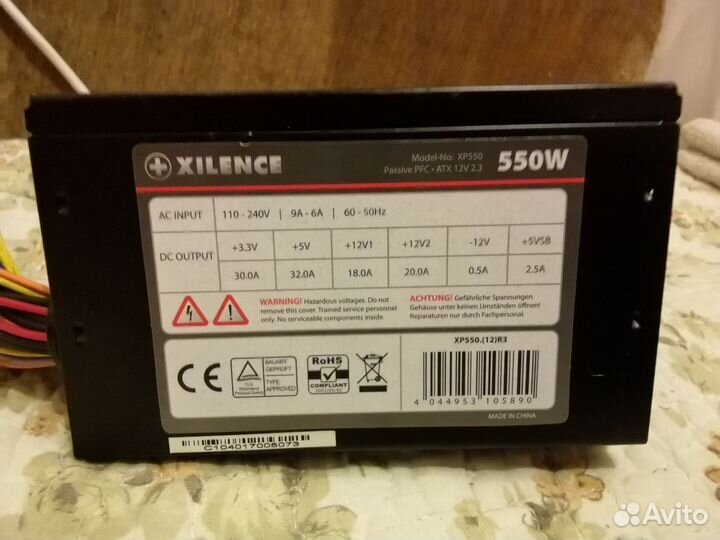 XILENCE
Model-No: XP550
Passive PFC • ATX 12V 2.3
550W
AC INPUT 110 - 240V | 9A - 6A | 60 - 50Hz
DC OUTPUT +3.3V +5V +12V1 +12V2 -12V +5VSB
30.0A 32.0A 18.0A 20.0A 0.5A 2.5A
WARNING! Hazardous voltages. Do not
remove this cover. Trained service personnel
only. No serviceable components inside.
ACHTUNG! Gefährliche Spannungen.
Gehäuse unter keinen Umständen öffnen!
Reparaturen nur durch Fachpersonal.
CE
TÜV
BAUART
GEPRÜFT
TYPE
APPROVED
RoHS
COMPLIANT
2002/95/EC
XP550.(12)R3
4 044953 105890
MADE IN CHINA
C104017005073
Avito